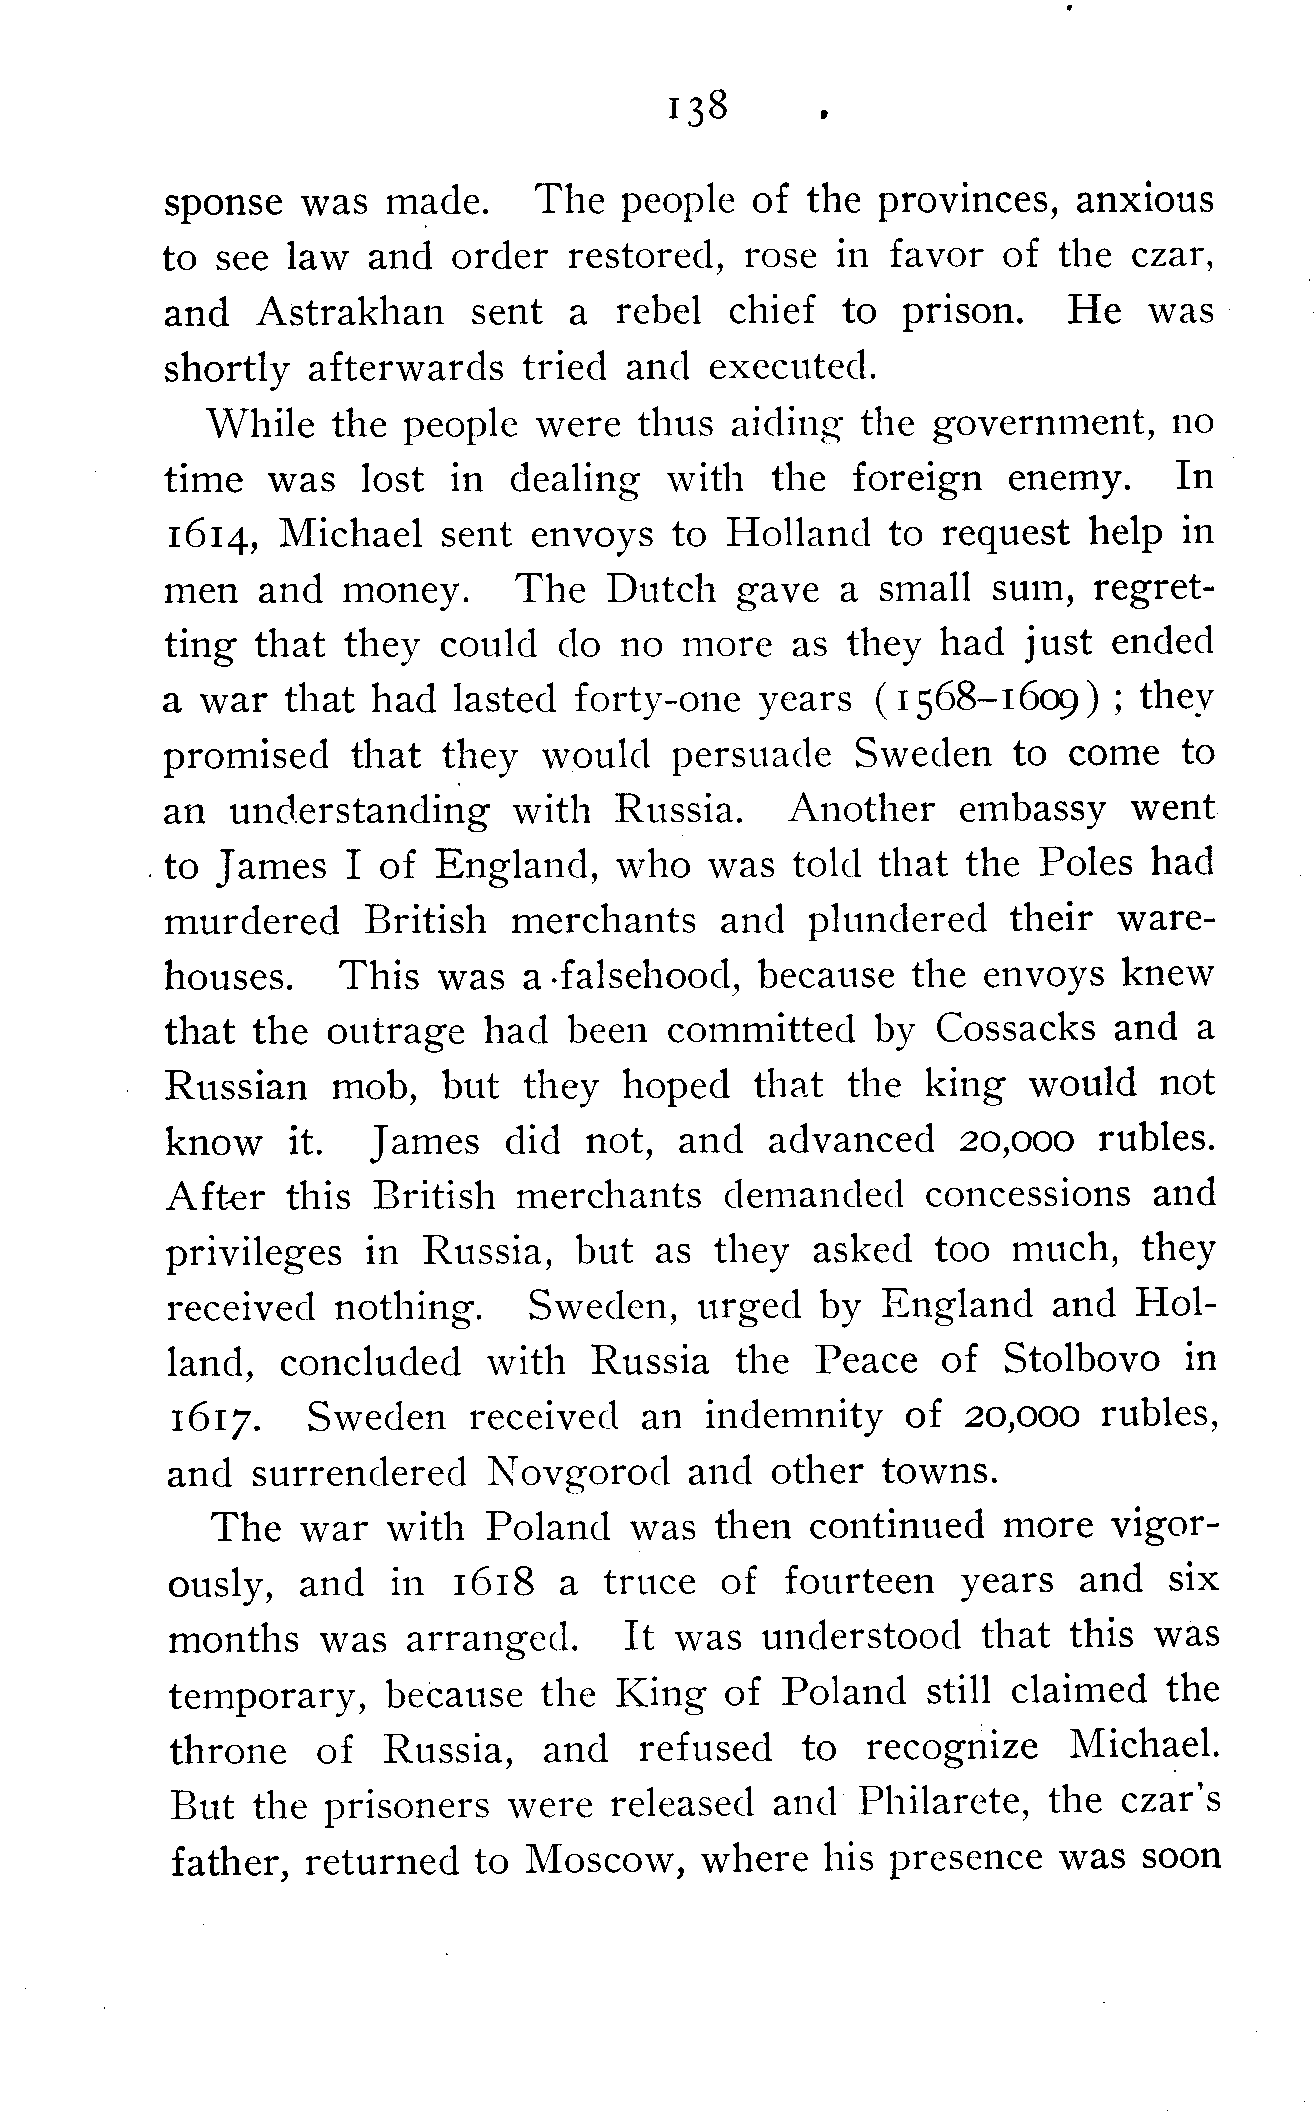 138
sponse was made. The people of the provinces, anxious
to see law and order restored, rose in favor of the czar,
and Astrakhan sent a rebel chief to prison. He was
shortly afterwards tried and executed.
While the people were thus aiding the government, no
time was lost in dealing with the foreign enemy. In
1614, Michael sent envoys to Holland to request help in
men and money. The Dutch gave a small sum, regret-
ting that they could do no more as they had just ended
a war that had lasted forty-one years (1568–1609) ; they
promised that they would persuade Sweden to come to
an understanding with Russia. Another embassy went
to James I of England, who was told that the Poles had
murdered British merchants and plundered their ware-
houses. This was a falsehood, because the envoys knew
that the outrage had been committed by Cossacks and a
Russian mob, but they hoped that the king would not
know it. James did not, and advanced 20,000 rubles.
After this British merchants demanded concessions and
privileges in Russia, but as they asked too much, they
received nothing. Sweden, urged by England and Hol-
land, concluded with Russia the Peace of Stolbovo in
1617. Sweden received an indemnity of 20,000 rubles,
and surrendered Novgorod and other towns.
The war with Poland was then continued more vigor-
ously, and in 1618 a truce of fourteen years and six
months was arranged. It was understood that this was
temporary, because the King of Poland still claimed the
throne of Russia, and refused to recognize Michael.
But the prisoners were released and Philarete, the czar's
father, returned to Moscow, where his presence was soon